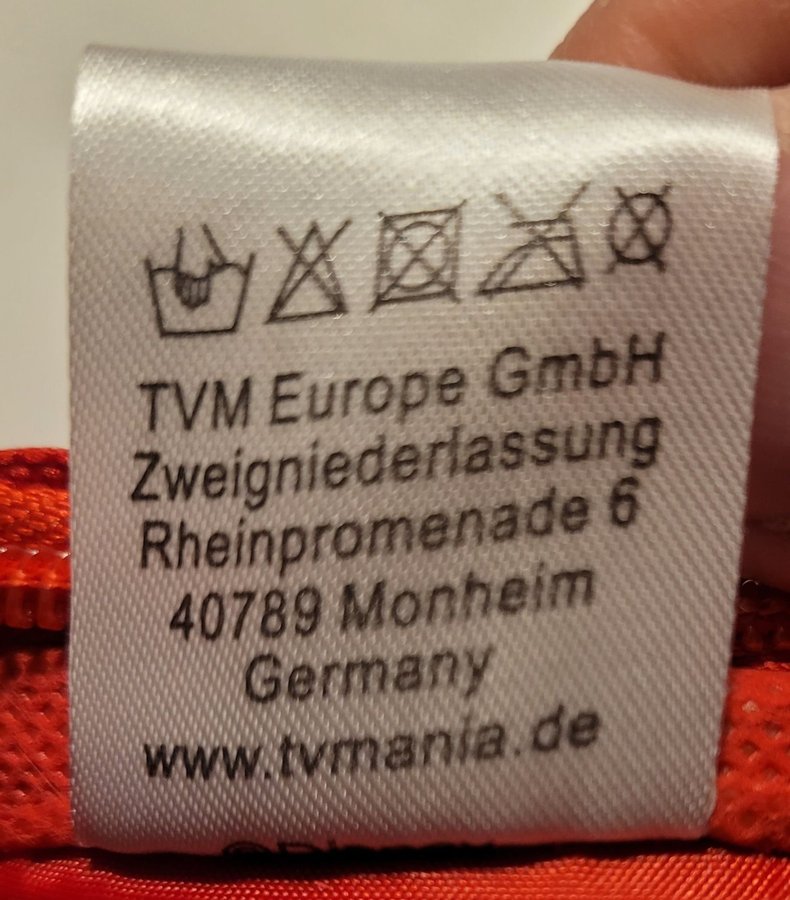 TVM Europe GmbH
Zweigniederlassung
Rheinpromenade 6
40789 Monheim
Germany
www.tvmania.de